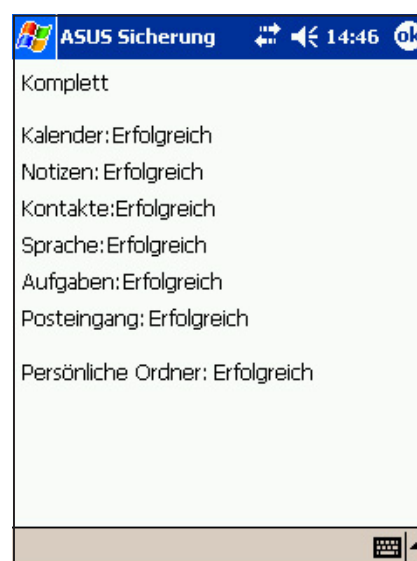 ASUS Sicherung 14:46 ok
Komplett
Kalender:Erfolgreich
Notizen: Erfolgreich
Kontakte:Erfolgreich
Sprache:Erfolgreich
Aufgaben:Erfolgreich
Posteingang: Erfolgreich
Persönliche Ordner: Erfolgreich